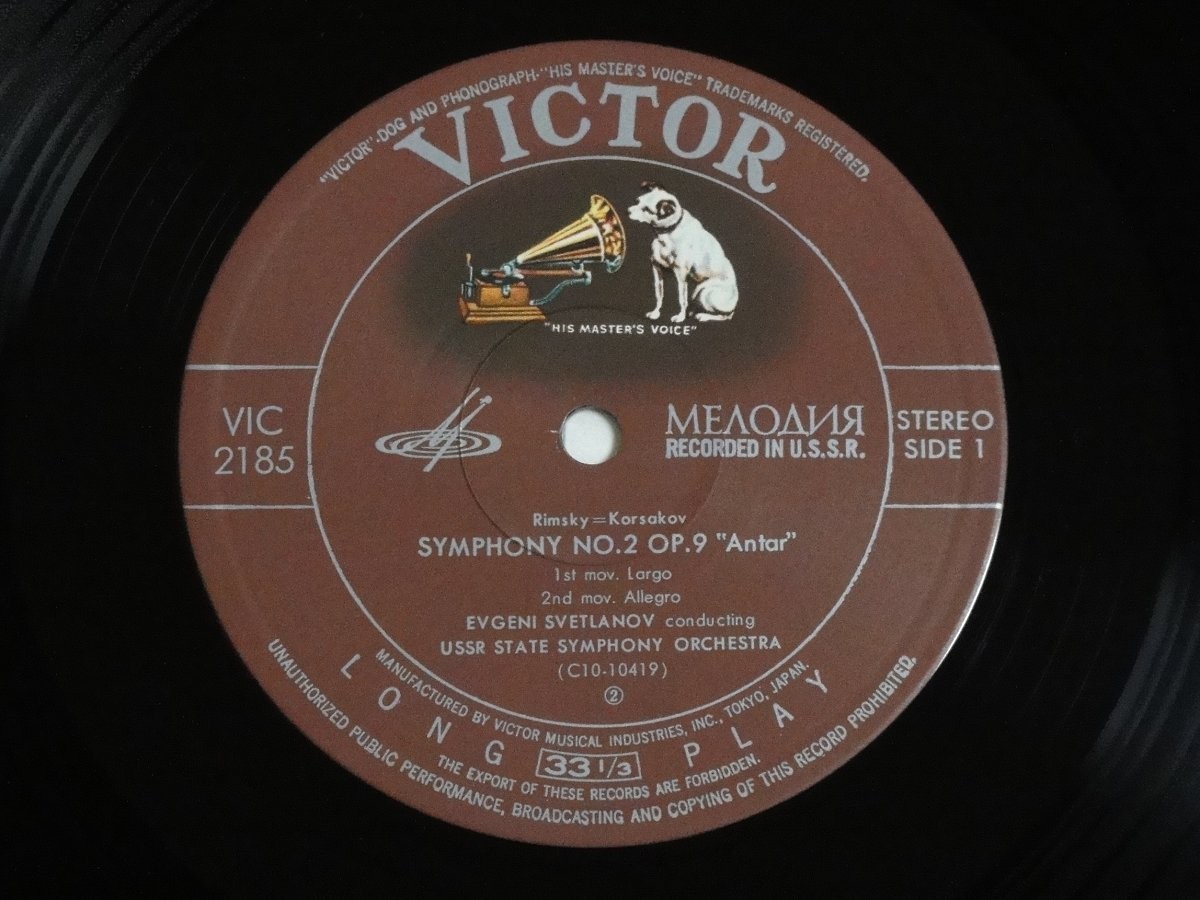 "VICTOR"-DOG AND PHONOGRAPH-"HIS MASTER'S VOICE" TRADEMARKS REGISTERED.
VICTOR
"HIS MASTER'S VOICE"
VIC
2185
МЕЛОДИЯ
RECORDED IN U.S.S.R.
STEREO
SIDE 1
Rimsky=Korsakov
SYMPHONY NO.2 OP.9 "Antar"
1st mov. Largo
2nd mov. Allegro
EVGENI SVETLANOV conducting
USSR STATE SYMPHONY ORCHESTRA
(C10-10419)
②
MANUFACTURED BY VICTOR MUSICAL INDUSTRIES, INC., TOKYO, JAPAN.
LONG 33 1/3 PLAY
THE EXPORT OF THESE RECORDS ARE FORBIDDEN.
UNAUTHORIZED PUBLIC PERFORMANCE, BROADCASTING AND COPYING OF THIS RECORD PROHIBITED.